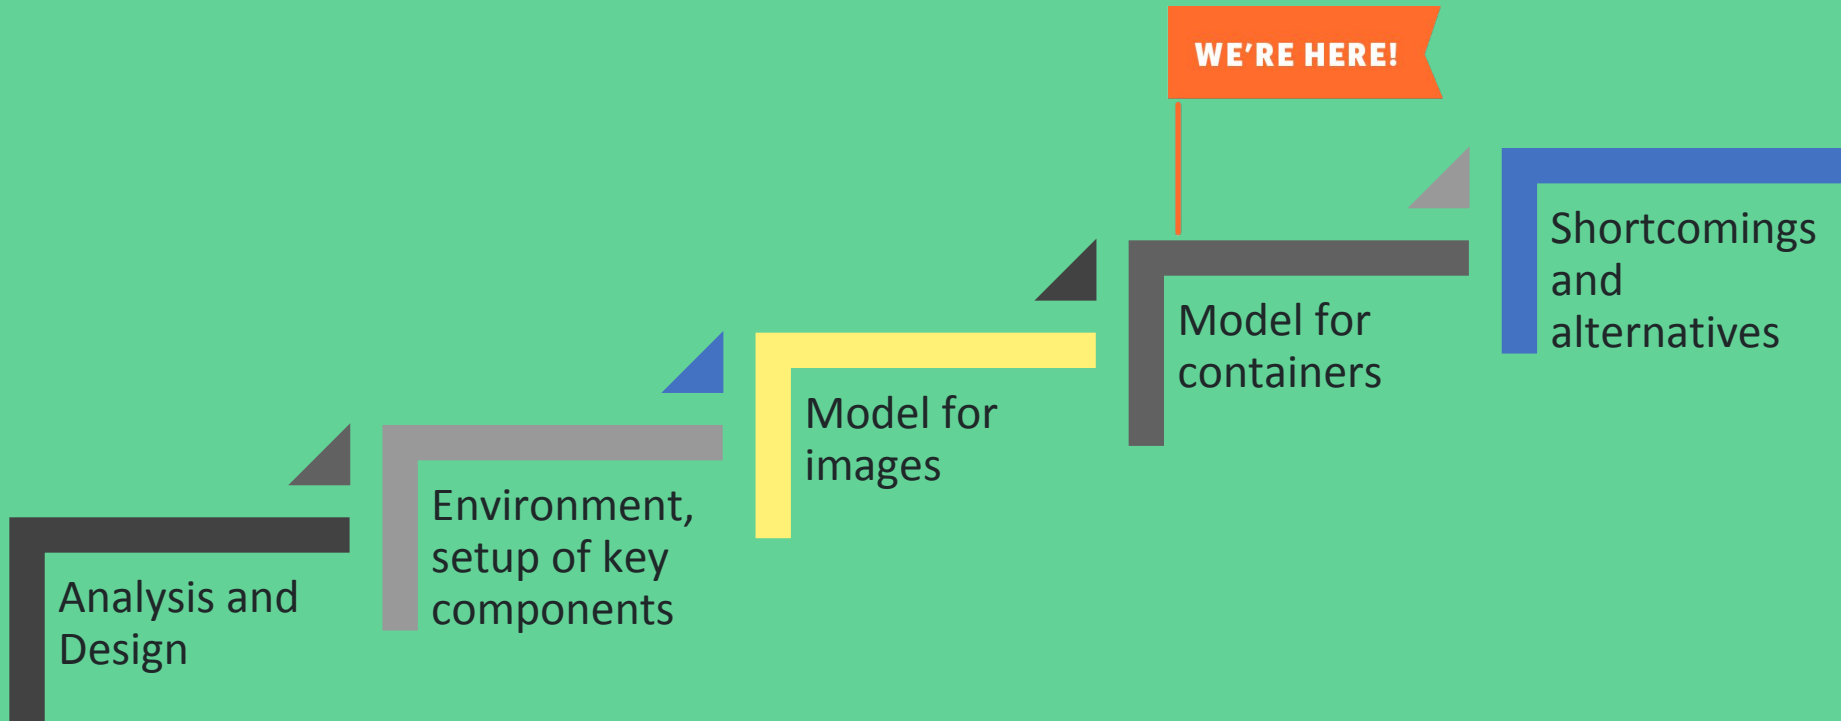 WE'RE HERE!
Analysis and
Design
Environment,
setup of key
components
Model for
images
Model for
containers
Shortcomings
and
alternatives